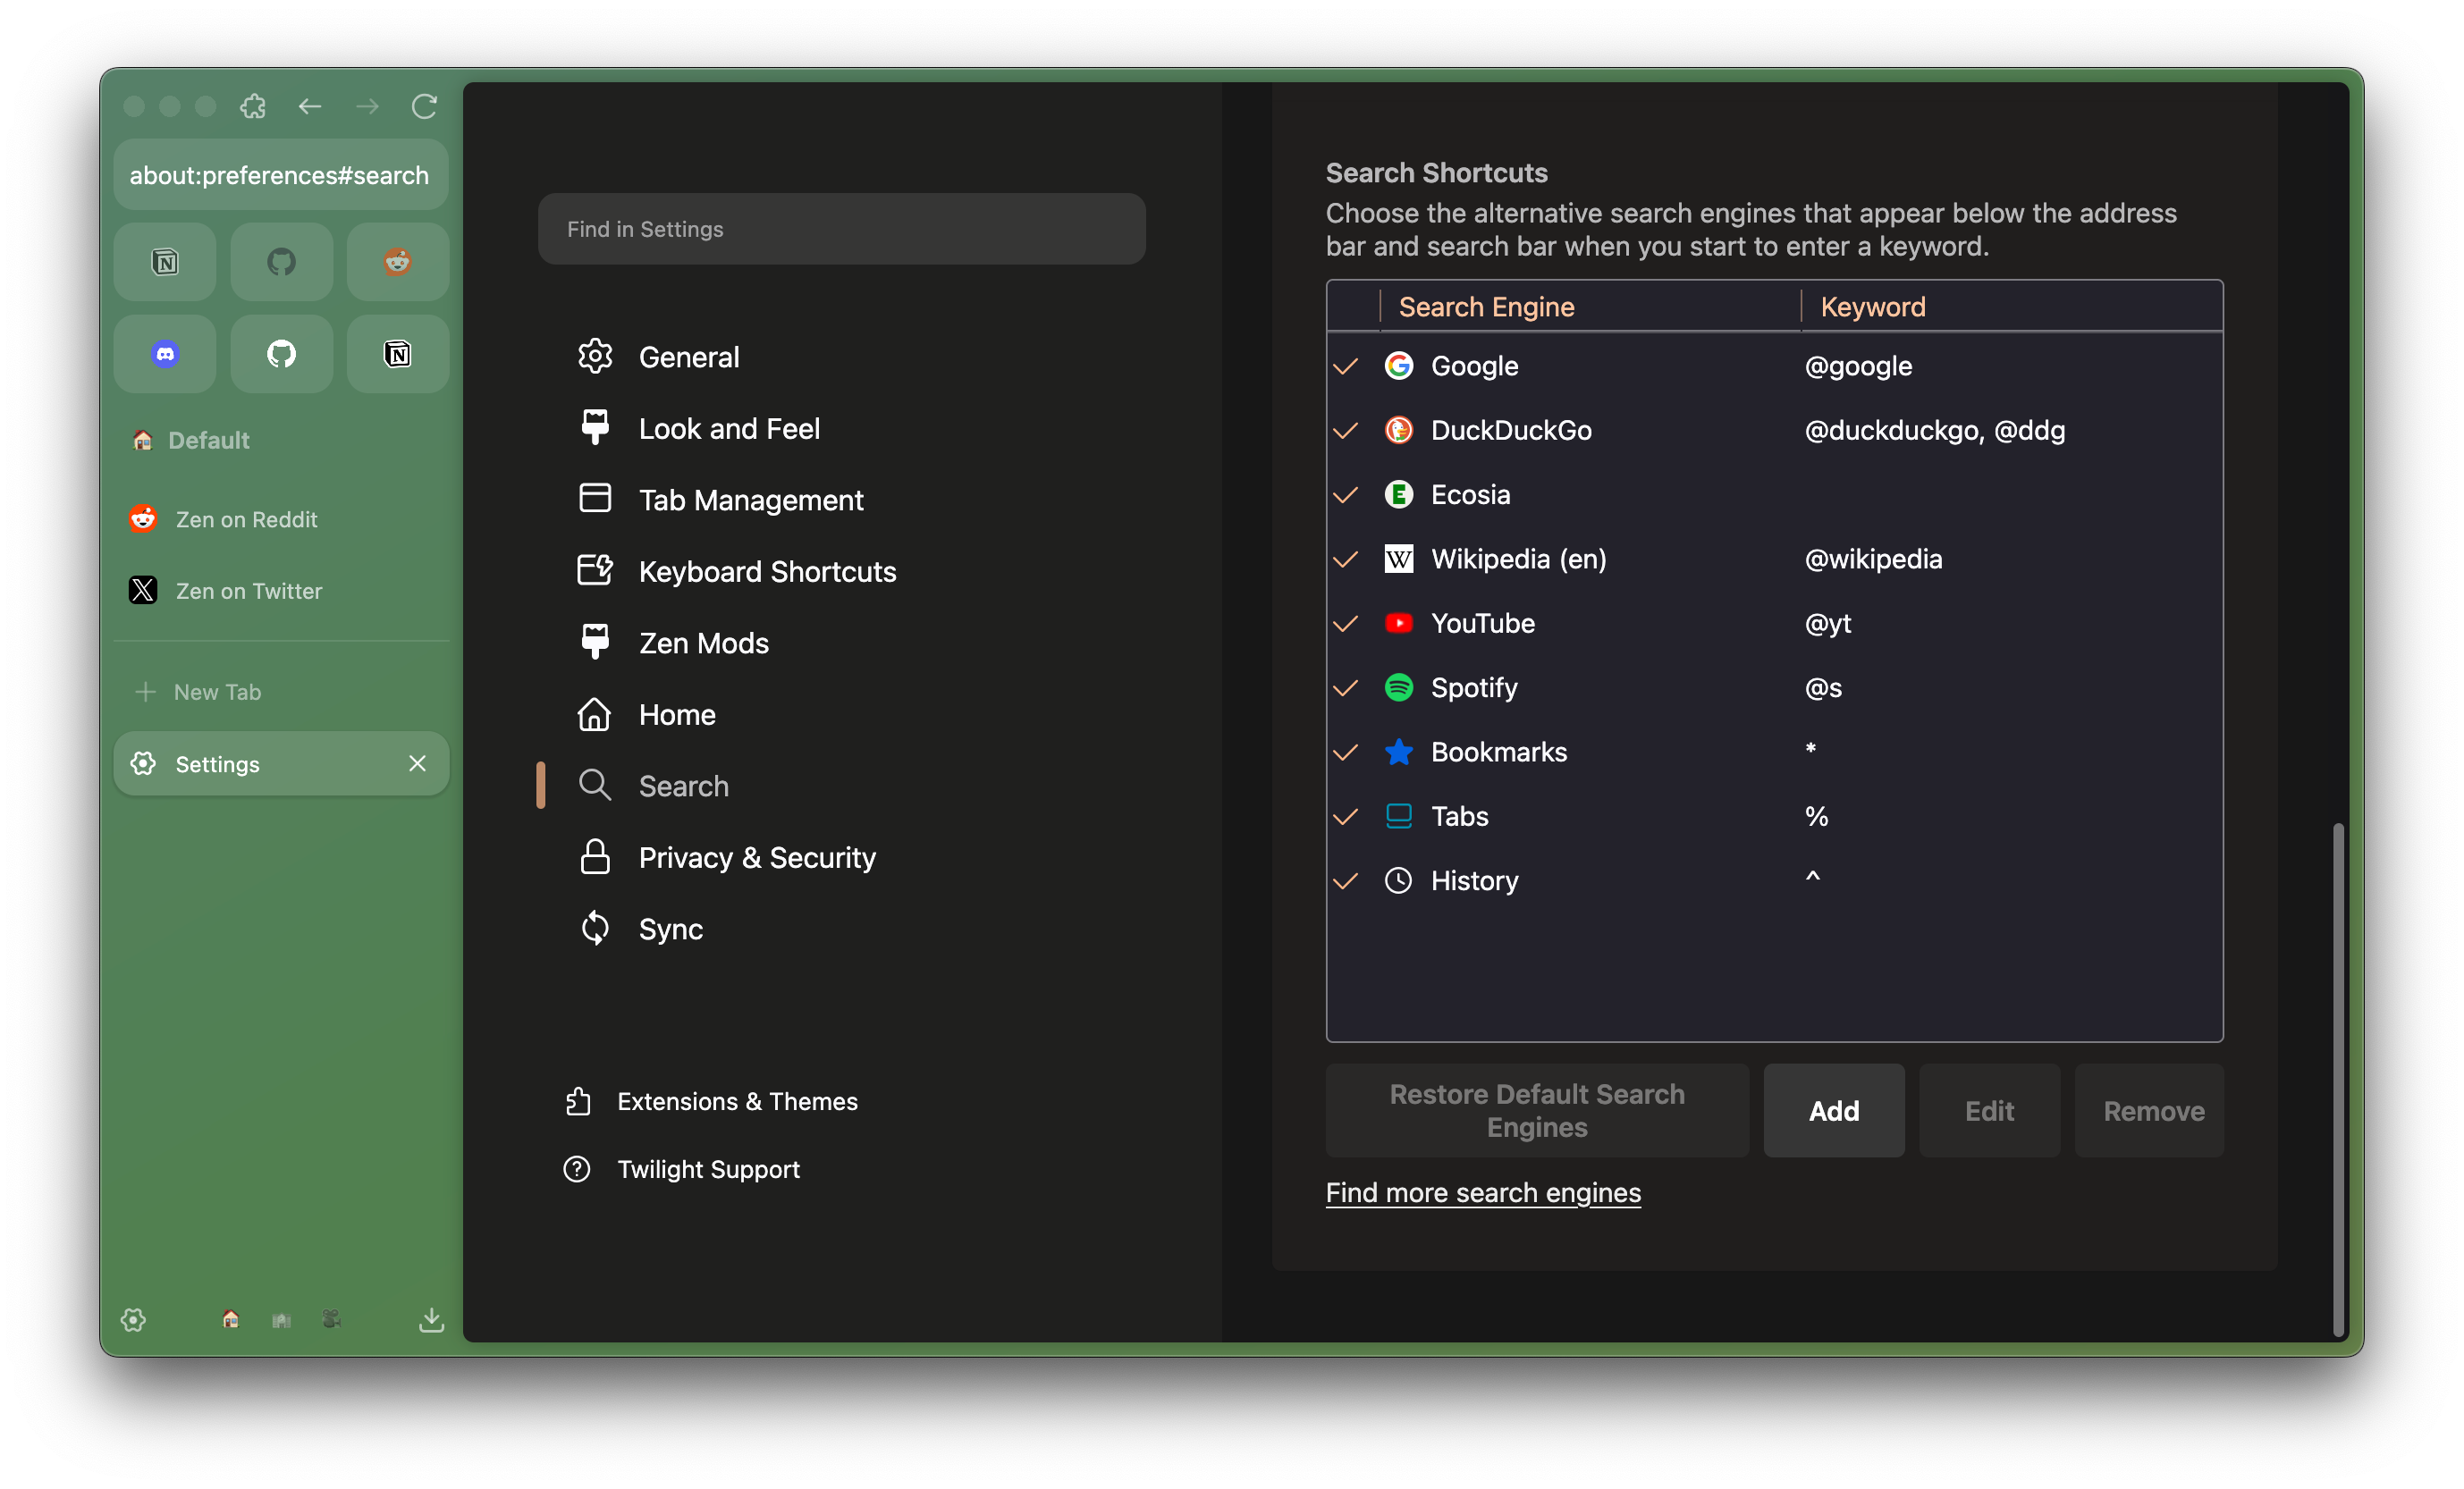 about:preferences#search
Default
Zen on Reddit
Zen on Twitter
New Tab
Settings
Find in Settings
General
Look and Feel
Tab Management
Keyboard Shortcuts
Zen Mods
Home
Search
Privacy & Security
Sync
Extensions & Themes
Twilight Support
Search Shortcuts
Choose the alternative search engines that appear below the address
bar and search bar when you start to enter a keyword.
Search Engine Keyword
Google @google
DuckDuckGo @duckduckgo, @ddg
Ecosia
Wikipedia (en) @wikipedia
YouTube @yt
Spotify @s
Bookmarks *
Tabs %
History ^
Restore Default Search
Engines
Add
Edit
Remove
Find more search engines